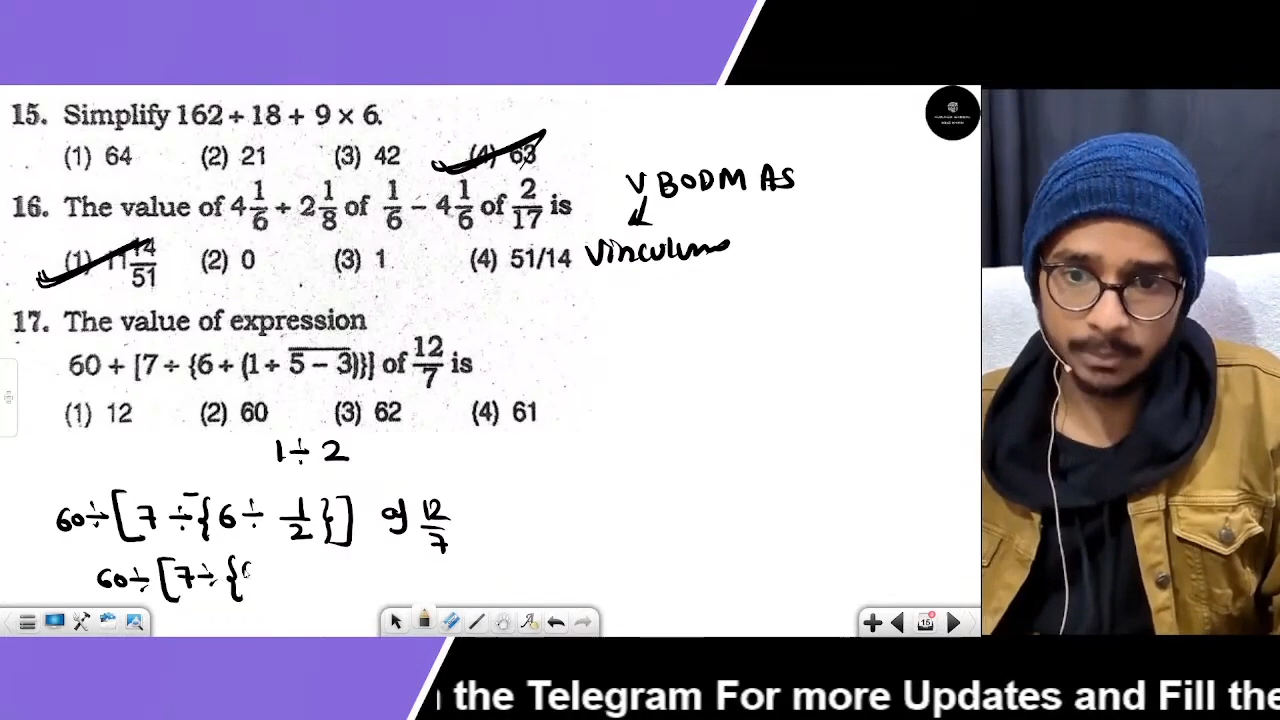 15. Simplify 162 ÷ 18 + 9 × 6.
(1) 64 (2) 21 (3) 42 (4) 63
16. The value of 4 1/6 + 2 1/8 of 1/6 − 4 1/6 of 2/17 is
(1) 11 14/51 (2) 0 (3) 1 (4) 51/14
17. The value of expression
60 ÷ [7 ÷ {6 ÷ (1 ÷ 5 − 3)}] of 12/7 is
(1) 12 (2) 60 (3) 62 (4) 61
1 ÷ 2
60 ÷ [7 ÷ {6 ÷ 1/2}] of 12/7
60 ÷ [7 ÷ {
V BODMAS
Vinculum
15
the Telegram For more Updates and Fill the